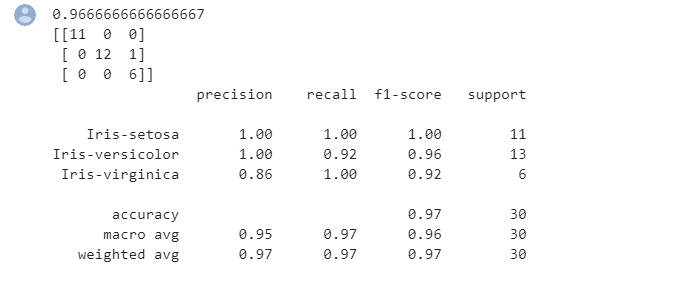 0.9666666666666667
[[11  0  0]
 [ 0 12  1]
 [ 0  0  6]]
precision recall f1-score support
Iris-setosa 1.00 1.00 1.00 11
Iris-versicolor 1.00 0.92 0.96 13
Iris-virginica 0.86 1.00 0.92 6
accuracy 0.97 30
macro avg 0.95 0.97 0.96 30
weighted avg 0.97 0.97 0.97 30